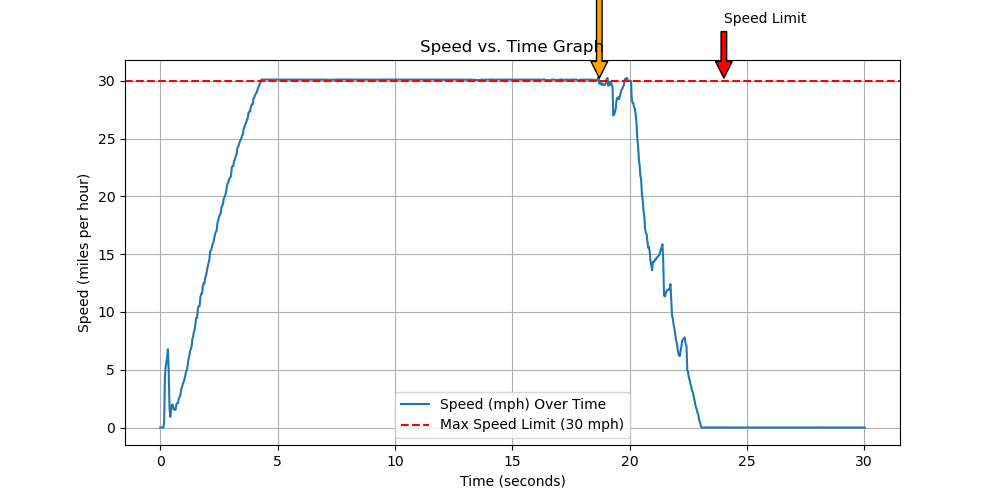 Speed Limit
Speed vs. Time Graph
30
25
20
15
10
5
0
Speed (miles per hour)
Speed (mph) Over Time
Max Speed Limit (30 mph)
0
5
10
15
20
25
30
Time (seconds)